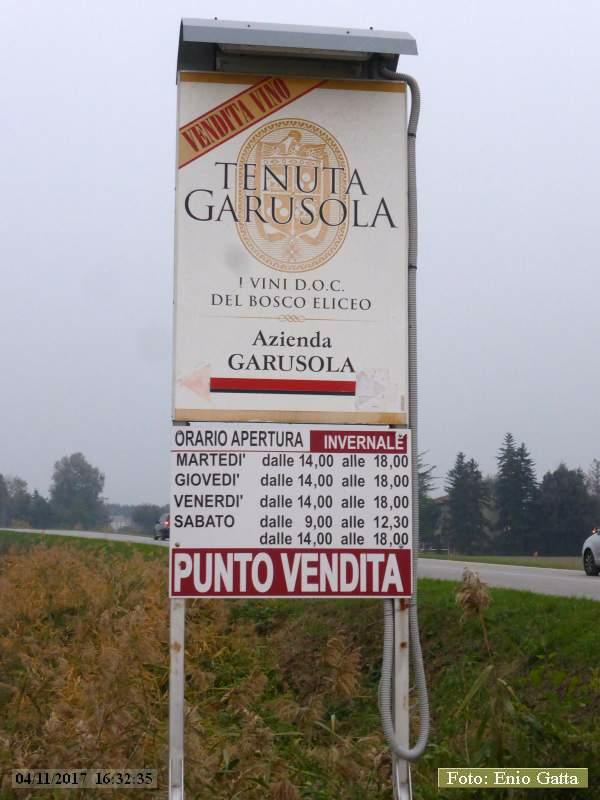 VENDITA VINO
TENUTA
GARUSOLA
I VINI D.O.C.
DEL BOSCO ELICEO
Azienda
GARUSOLA
ORARIO APERTURA INVERNALE
MARTEDI' dalle 14,00 alle 18,00
GIOVEDI' dalle 14,00 alle 18,00
VENERDI' dalle 14,00 alle 18,00
SABATO dalle 9,00 alle 12,30
dalle 14,00 alle 18,00
PUNTO VENDITA
04/11/2017 16:32:35
Foto: Enio Gatta